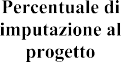 Percentuale di
imputazione al
progetto